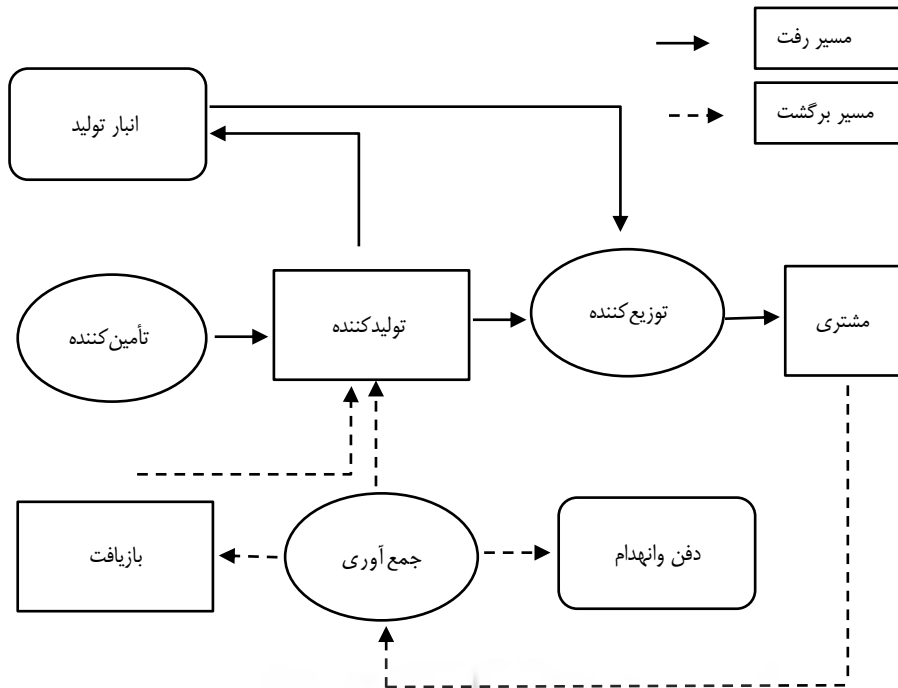 مسیر رفت
مسیر برگشت
انبار تولید
مشتری
توزیع‌کننده
تولیدکننده
تأمین‌کننده
دفن وانهدام
جمع‌آوری
بازیافت